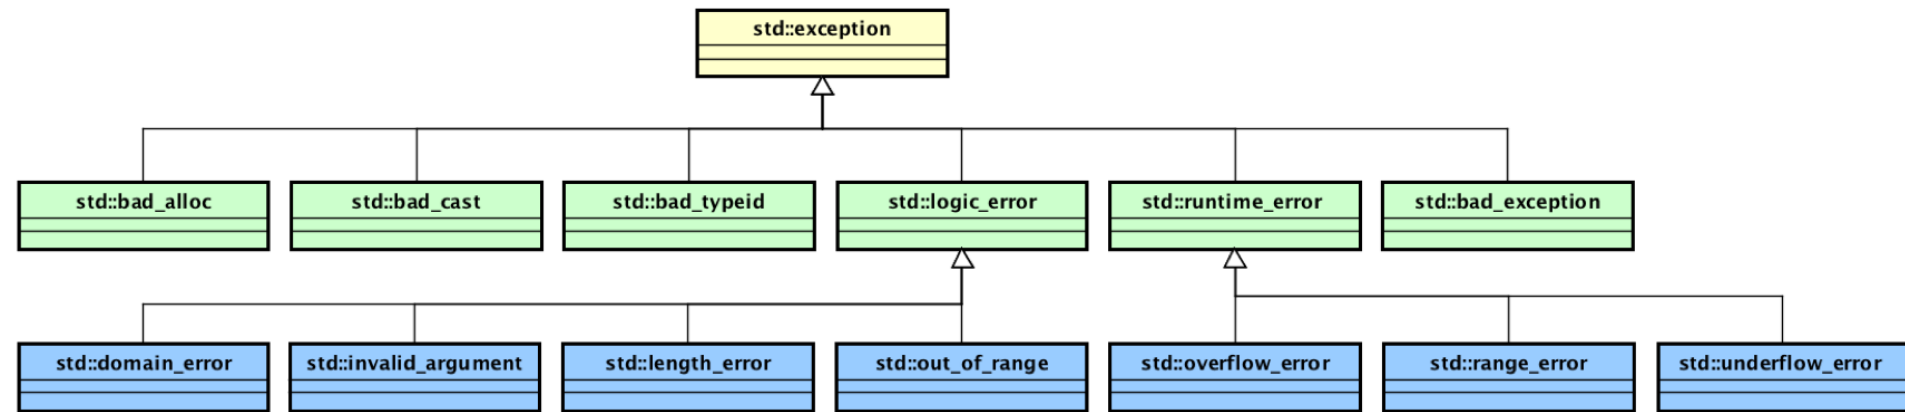 std::exception
std::bad_alloc
std::bad_cast
std::bad_typeid
std::logic_error
std::runtime_error
std::bad_exception
std::domain_error
std::invalid_argument
std::length_error
std::out_of_range
std::overflow_error
std::range_error
std::underflow_error